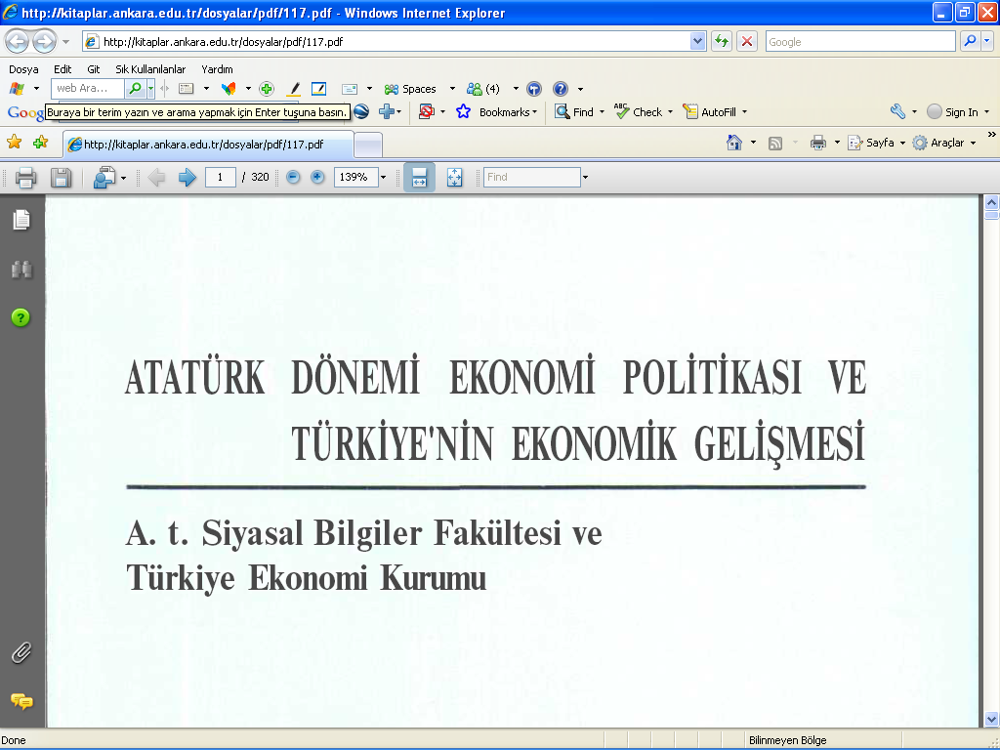 http://kitaplar.ankara.edu.tr/dosyalar/pdf/117.pdf - Windows Internet Explorer
http://kitaplar.ankara.edu.tr/dosyalar/pdf/117.pdf Google
Dosya Edit Git Sık Kullanılanlar Yardım
web Ara... Spaces (4)
Buraya bir terim yazın ve arama yapmak için Enter tuşuna basın. Bookmarks Find Check AutoFill Sign In
http://kitaplar.ankara.edu.tr/dosyalar/pdf/117.pdf Sayfa Araçlar
1 / 320 139% Find
ATATÜRK DÖNEMİ EKONOMİ POLİTİKASI VE
TÜRKİYE'NİN EKONOMİK GELİŞMESİ
A. t. Siyasal Bilgiler Fakültesi ve
Türkiye Ekonomi Kurumu
Done Bilinmeyen Bölge